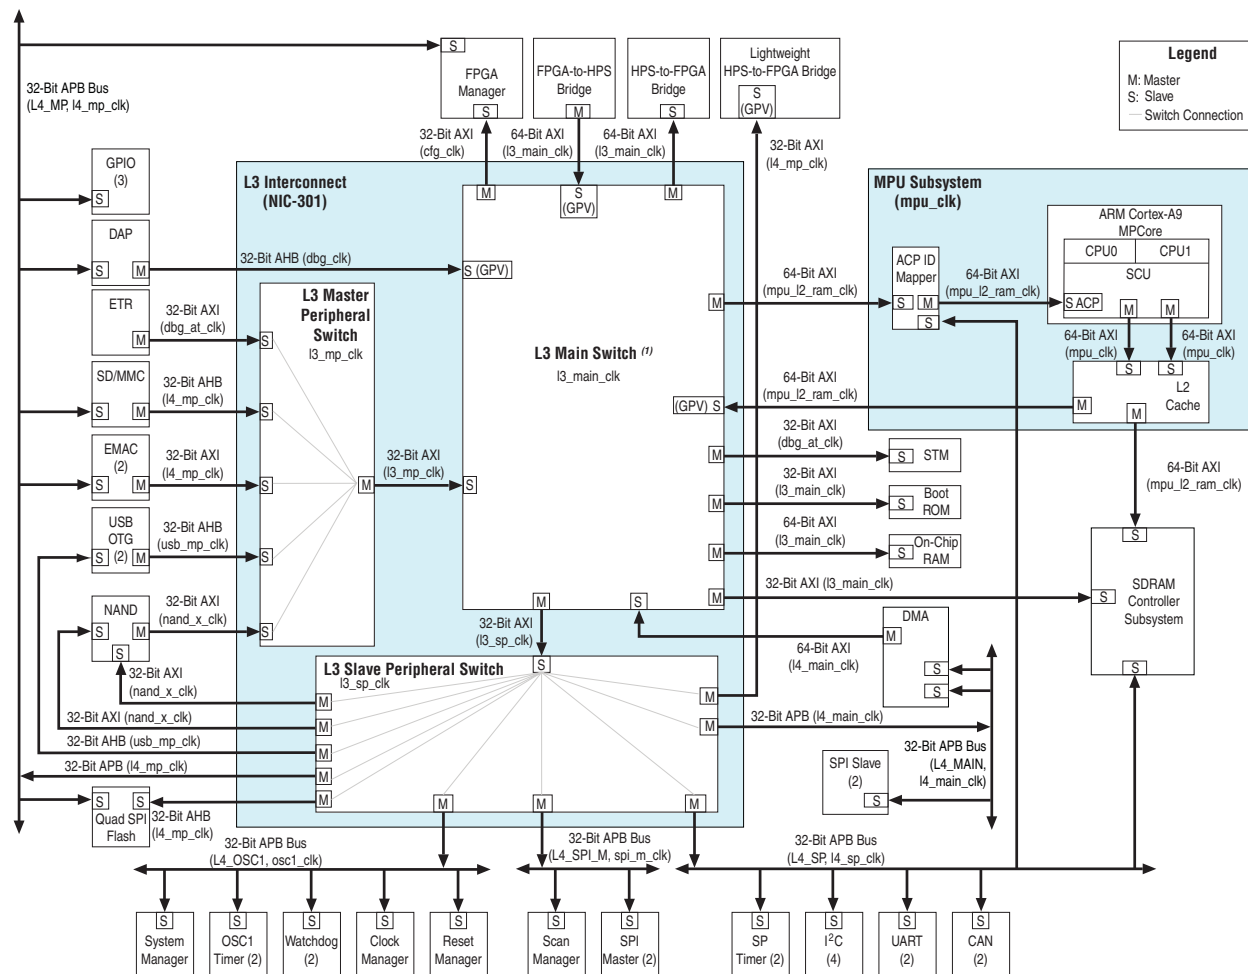 32-Bit APB Bus
(L4_MP, l4_mp_clk)
S
FPGA
Manager
S
FPGA-to-HPS
Bridge
M
HPS-to-FPGA
Bridge
S
Lightweight
HPS-to-FPGA Bridge
S
(GPV)
Legend
M: Master
S: Slave
Switch Connection
32-Bit AXI
(cfg_clk)
64-Bit AXI
(l3_main_clk)
64-Bit AXI
(l3_main_clk)
32-Bit AXI
(l4_mp_clk)
GPIO
(3)
S
DAP
S
M
ETR
M
SD/MMC
S
M
EMAC
(2)
S
M
USB
OTG
(2)
S
M
NAND
S
M
S
Quad SPI
Flash
S
S
32-Bit AHB (dbg_clk)
32-Bit AXI
(dbg_at_clk)
32-Bit AHB
(l4_mp_clk)
32-Bit AXI
(l4_mp_clk)
32-Bit AHB
(usb_mp_clk)
32-Bit AXI
(nand_x_clk)
32-Bit AXI
(nand_x_clk)
32-Bit AXI (nand_x_clk)
32-Bit AHB (usb_mp_clk)
32-Bit APB (l4_mp_clk)
32-Bit AHB
(l4_mp_clk)
L3 Interconnect
(NIC-301)
L3 Master
Peripheral
Switch
l3_mp_clk
S
S
S
S
S
M
32-Bit AXI
(l3_mp_clk)
M
S
(GPV)
M
S (GPV)
S
L3 Main Switch (1)
l3_main_clk
M
(GPV) S
M
M
M
M
M
S
32-Bit AXI
(l3_sp_clk)
L3 Slave Peripheral Switch
l3_sp_clk
S
M
M
M
M
M
M
M
M
M
M
64-Bit AXI
(mpu_l2_ram_clk)
64-Bit AXI
(mpu_l2_ram_clk)
32-Bit AXI
(dbg_at_clk)
32-Bit AXI
(l3_main_clk)
64-Bit AXI
(l3_main_clk)
32-Bit AXI (l3_main_clk)
64-Bit AXI
(l4_main_clk)
32-Bit APB (l4_main_clk)
MPU Subsystem
(mpu_clk)
ACP ID
Mapper
S
M
S
64-Bit AXI
(mpu_l2_ram_clk)
ARM Cortex-A9
MPCore
CPU0
CPU1
SCU
S ACP
M
M
64-Bit AXI
(mpu_clk)
64-Bit AXI
(mpu_clk)
S
S
L2
Cache
M
M
64-Bit AXI
(mpu_l2_ram_clk)
STM
S
Boot
ROM
S
On-Chip
RAM
S
SDRAM
Controller
Subsystem
S
S
S
DMA
M
S
S
SPI Slave
(2)
S
32-Bit APB Bus
(L4_MAIN,
l4_main_clk)
32-Bit APB Bus
(L4_OSC1, osc1_clk)
32-Bit APB Bus
(L4_SPI_M, spi_m_clk)
32-Bit APB Bus
(L4_SP, l4_sp_clk)
S
System
Manager
S
OSC1
Timer (2)
S
Watchdog
(2)
S
Clock
Manager
S
Reset
Manager
S
Scan
Manager
S
SPI
Master (2)
S
SP
Timer (2)
S
I2C
(4)
S
UART
(2)
S
CAN
(2)